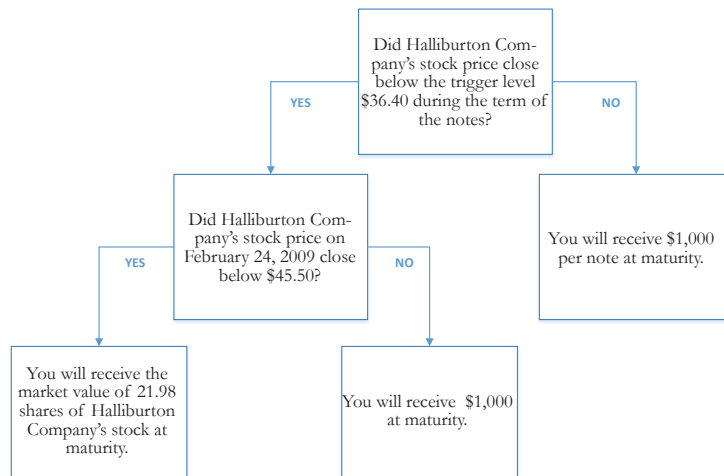 Did Halliburton Com-
pany's stock price close
below the trigger level
$36.40 during the term of
the notes?
YES
NO
Did Halliburton Com-
pany's stock price on
February 24, 2009 close
below $45.50?
You will receive $1,000
per note at maturity.
YES
NO
You will receive the
market value of 21.98
shares of Halliburton
Company's stock at
maturity.
You will receive  $1,000
at maturity.